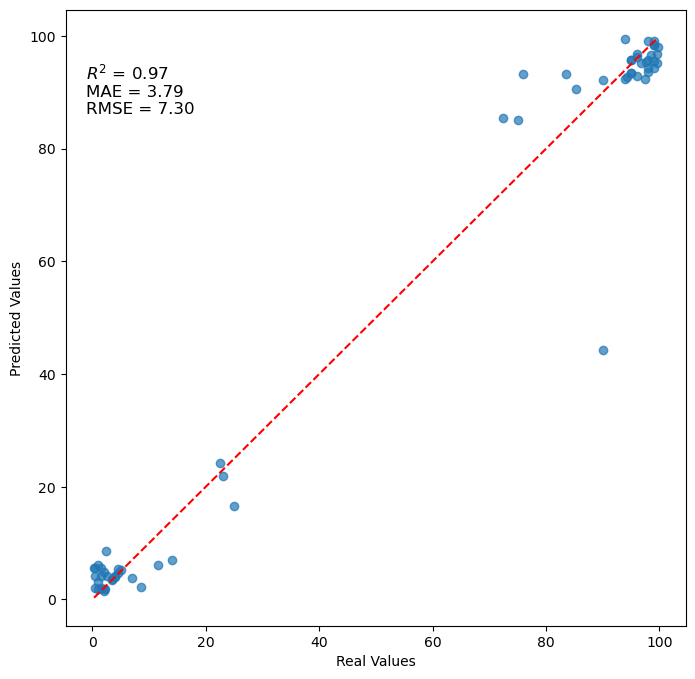 100
80
60
40
20
0
Predicted Values
R² = 0.97
MAE = 3.79
RMSE = 7.30
0 20 40 60 80 100
Real Values